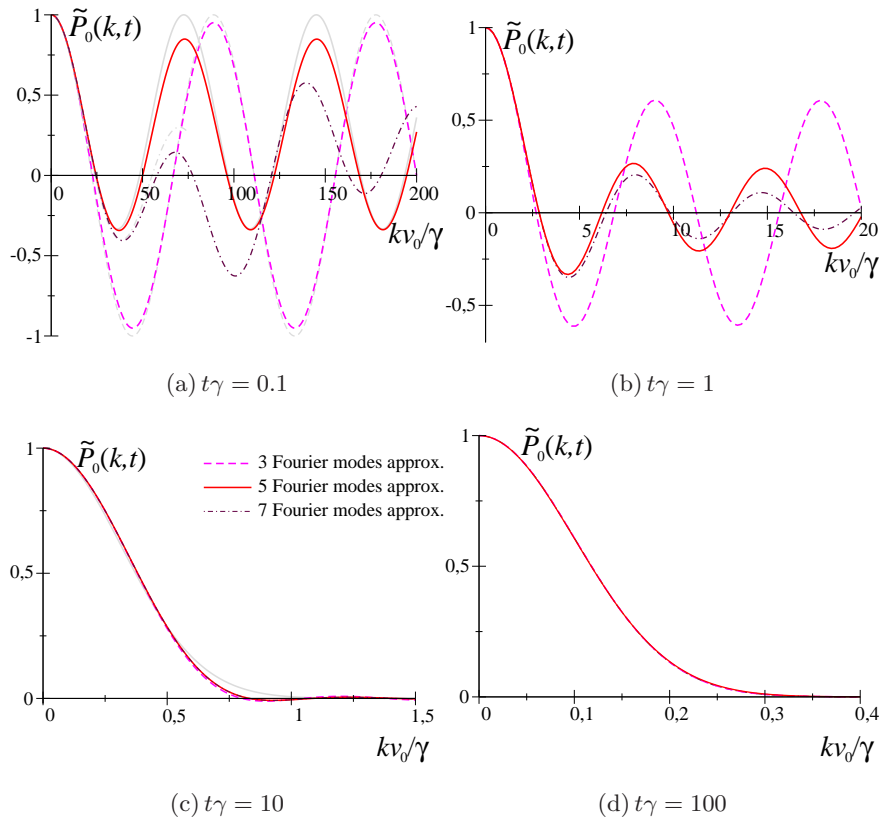 P̃₀(k,t)
1
0,5
0
-0,5
-1
0 50 100 150 200
kv₀/γ
(a) tγ = 0.1
P̃₀(k,t)
1
0,5
0
-0,5
0 5 10 15 20
kv₀/γ
(b) tγ = 1
P̃₀(k,t)
1
0,5
0
0 0,5 1 1,5
3 Fourier modes approx.
5 Fourier modes approx.
7 Fourier modes approx.
kv₀/γ
(c) tγ = 10
P̃₀(k,t)
1
0,5
0
0 0,1 0,2 0,3 0,4
kv₀/γ
(d) tγ = 100